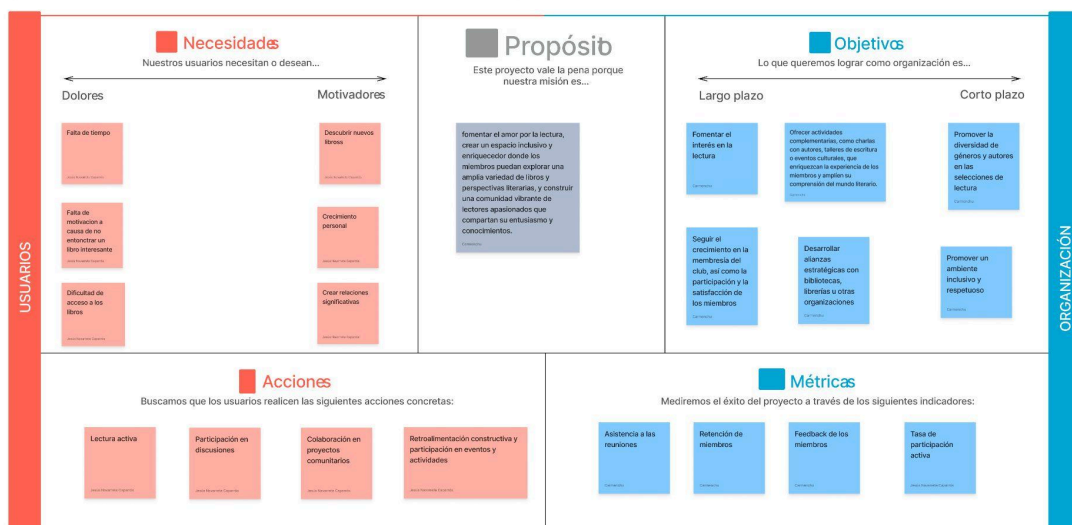 USUARIOS
Necesidades
Nuestros usuarios necesitan o desean...
Dolores
Motivadores
Falta de tiempo
Descubrir nuevos
libross
Falta de
motivacion a
causa de no
entonctrar un
libro interesante
Crecimiento
personal
Dificultad de
acceso a los
libros
Crear relaciones
significativas
Propósito
Este proyecto vale la pena porque
nuestra misión es...
fomentar el amor por la lectura,
crear un espacio inclusivo y
enriquecedor donde los
miembros puedan explorar una
amplia variedad de libros y
perspectivas literarias, y construir
una comunidad vibrante de
lectores apasionados que
compartan su entusiasmo y
conocimientos.
Objetivos
Lo que queremos lograr como organización es...
Largo plazo
Corto plazo
Fomentar el
interés en la
lectura
Ofrecer actividades
complementarias, como charlas
con autores, talleres de escritura
o eventos culturales, que
enriquezcan la experiencia de los
miembros y amplíen su
comprensión del mundo literario.
Promover la
diversidad de
géneros y autores
en las
selecciones de
lectura
Seguir el
crecimiento en la
membresía del
club, así como la
participación y la
satisfacción de
los miembros
Desarrollar
alianzas
estratégicas con
bibliotecas,
librerías u otras
organizaciones
Promover un
ambiente
inclusivo y
respetuoso
ORGANIZACIÓN
Acciones
Buscamos que los usuarios realicen las siguientes acciones concretas:
Lectura activa
Participación en
discusiones
Colaboración en
proyectos
comunitarios
Retroalimentación constructiva y
participación en eventos y
actividades
Métricas
Mediremos el éxito del proyecto a través de los siguientes indicadores:
Asistencia a las
reuniones
Retención de
miembros
Feedback de los
miembros
Tasa de
participación
activa